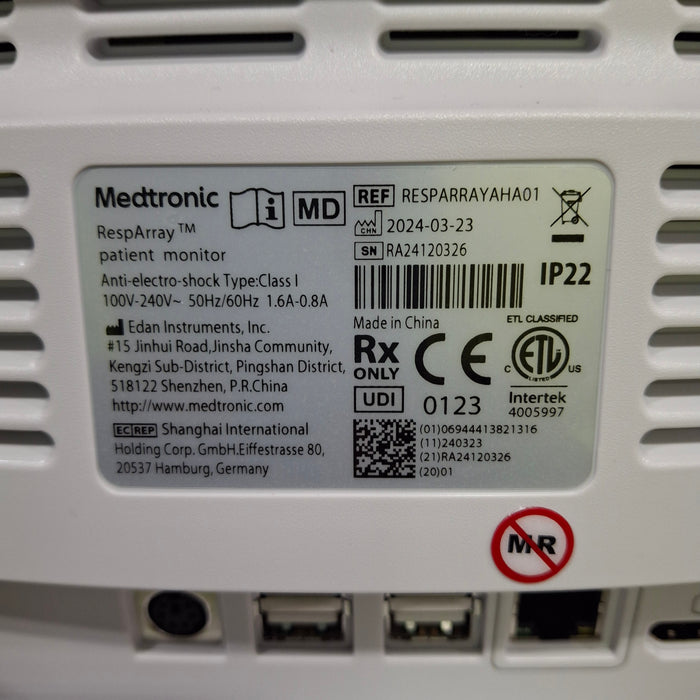 Medtronic
RespArray™
patient monitor
Anti-electro-shock Type:Class I
100V-240V~ 50Hz/60Hz 1.6A-0.8A
Edan Instruments, Inc.
#15 Jinhui Road,Jinsha Community,
Kengzi Sub-District, Pingshan District,
518122 Shenzhen, P.R.China
http://www.medtronic.com
EC REP Shanghai International
Holding Corp. GmbH.Eiffestrasse 80,
20537 Hamburg, Germany
MD
REF RESPARRAYAHA01
CHN 2024-03-23
SN RA24120326
IP22
Made in China
Rx
ONLY
CE
0123
UDI
ETL CLASSIFIED
C ETL US
LISTED
Intertek
4005997
(01)06944413821316
(11)240323
(21)RA24120326
(20)01
MR